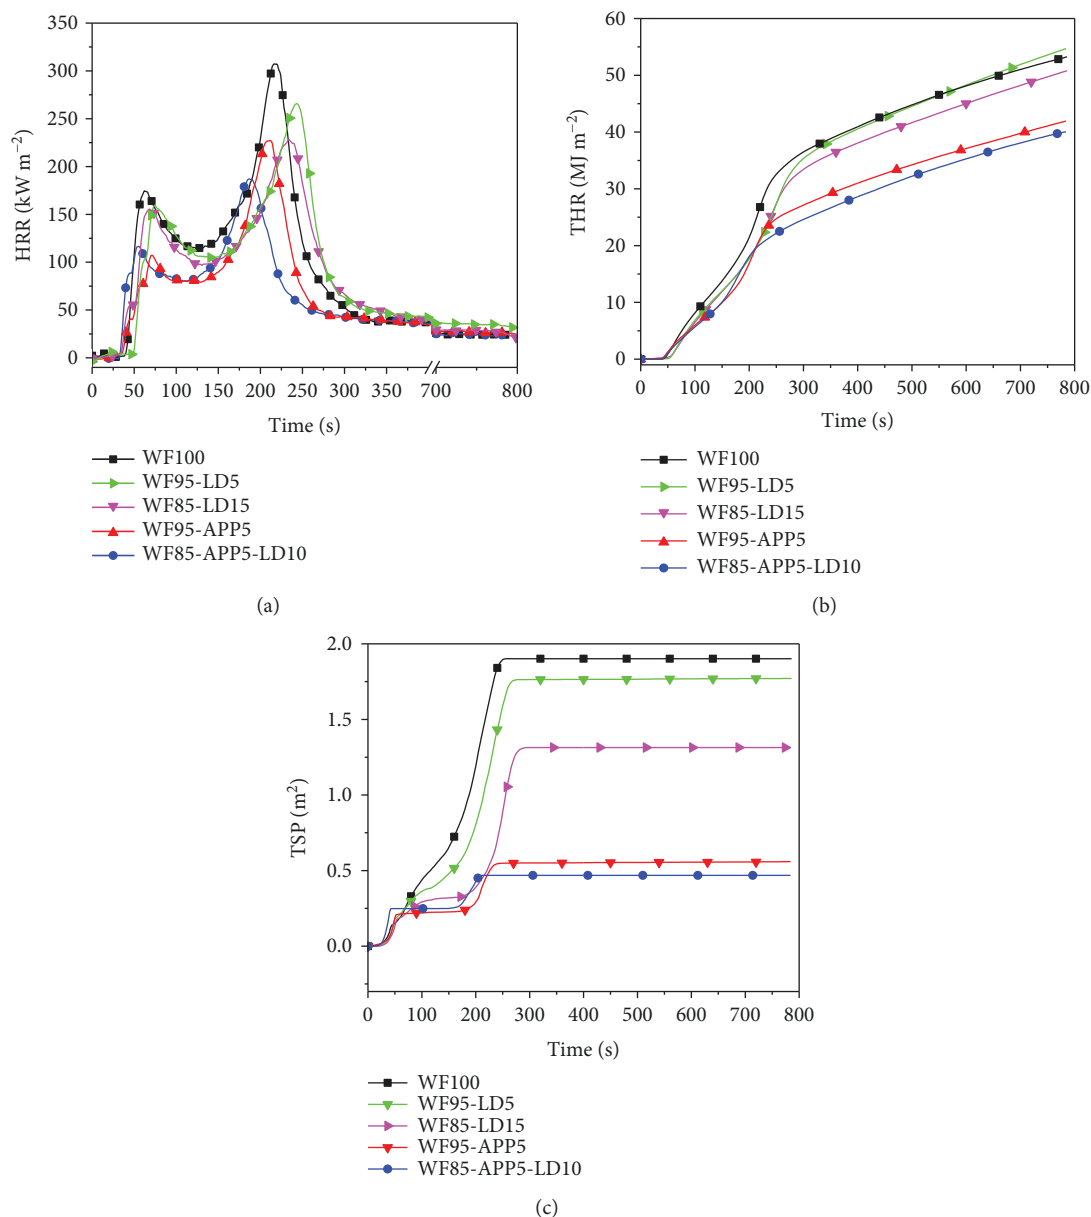 350
300
250
200
150
100
50
0
HRR (kW m−2)
0 50 100 150 200 250 300 350 700 800
Time (s)
WF100
WF95-LD5
WF85-LD15
WF95-APP5
WF85-APP5-LD10
(a)
60
50
40
30
20
10
0
THR (MJ m−2)
0 100 200 300 400 500 600 700 800
Time (s)
WF100
WF95-LD5
WF85-LD15
WF95-APP5
WF85-APP5-LD10
(b)
2.0
1.5
1.0
0.5
0.0
TSP (m2)
0 100 200 300 400 500 600 700 800
Time (s)
WF100
WF95-LD5
WF85-LD15
WF95-APP5
WF85-APP5-LD10
(c)